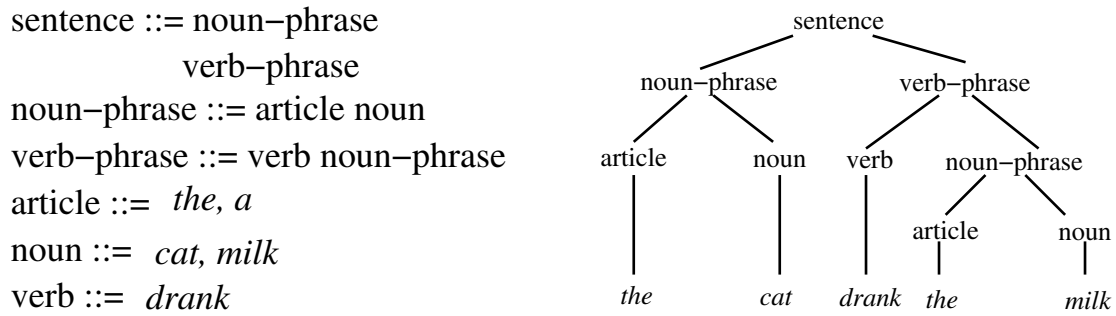 sentence ::= noun−phrase
verb−phrase
noun−phrase ::= article noun
verb−phrase ::= verb noun−phrase
article ::= the, a
noun ::= cat, milk
verb ::= drank
sentence
noun−phrase verb−phrase
article noun verb noun−phrase
article noun
the cat drank the milk